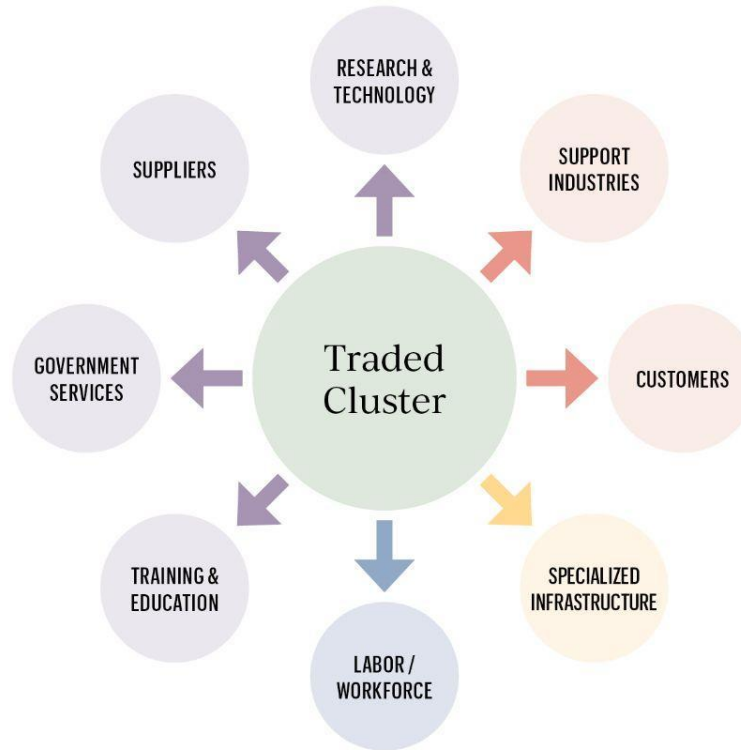 RESEARCH &
TECHNOLOGY
SUPPLIERS
SUPPORT
INDUSTRIES
Traded
Cluster
GOVERNMENT
SERVICES
CUSTOMERS
TRAINING &
EDUCATION
SPECIALIZED
INFRASTRUCTURE
LABOR /
WORKFORCE